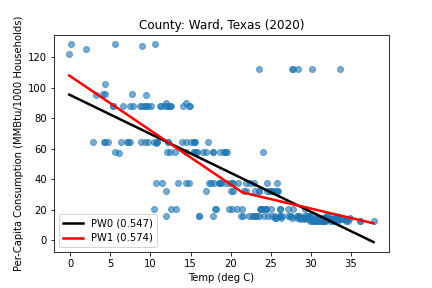 County: Ward, Texas (2020)
Per-Capita Consumption (MMBtu/1000 Households)
120
100
80
60
40
20
0
PW0 (0.547)
PW1 (0.574)
0 5 10 15 20 25 30 35
Temp (deg C)